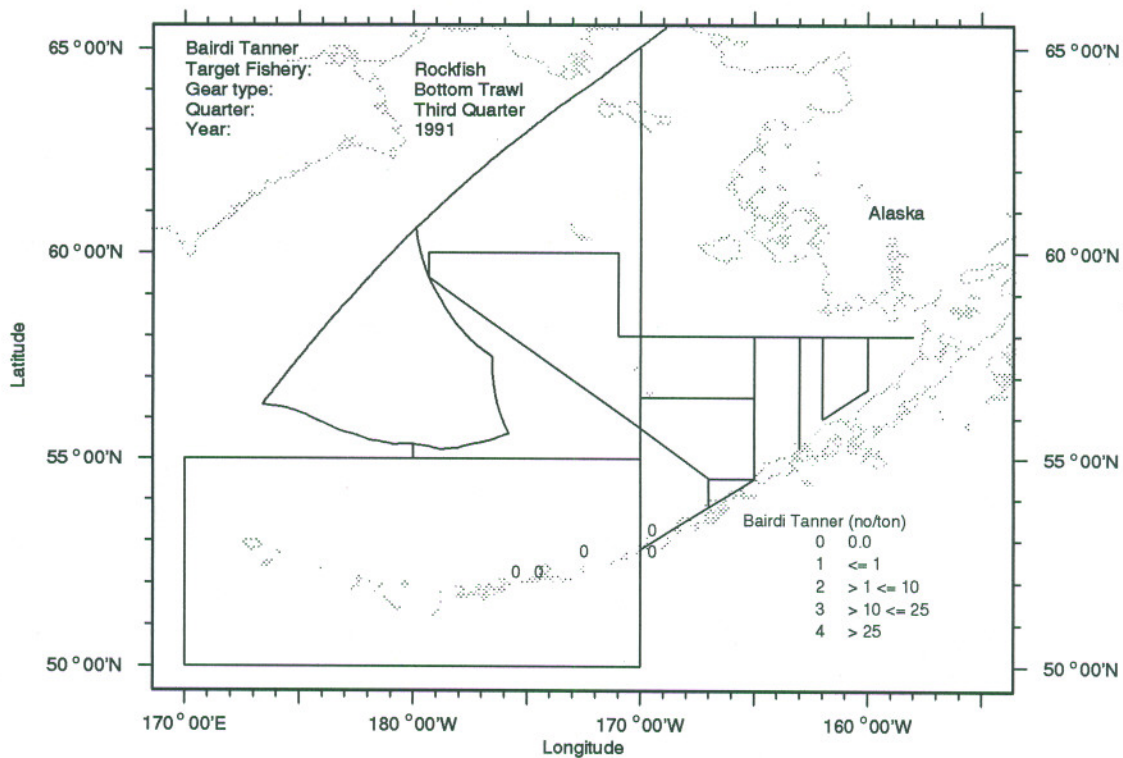 Bairdi Tanner
Target Fishery: Rockfish
Gear type: Bottom Trawl
Quarter: Third Quarter
Year: 1991
65 °00'N
65 °00'N
Alaska
60 °00'N
60 °00'N
Latitude
55 °00'N
55 °00'N
0
0
0
0 0
Bairdi Tanner (no/ton)
0 0.0
1 <= 1
2 > 1 <= 10
3 > 10 <= 25
4 > 25
50 °00'N
50 °00'N
170 °00'E
180 °00'W
170 °00'W
160 °00'W
Longitude